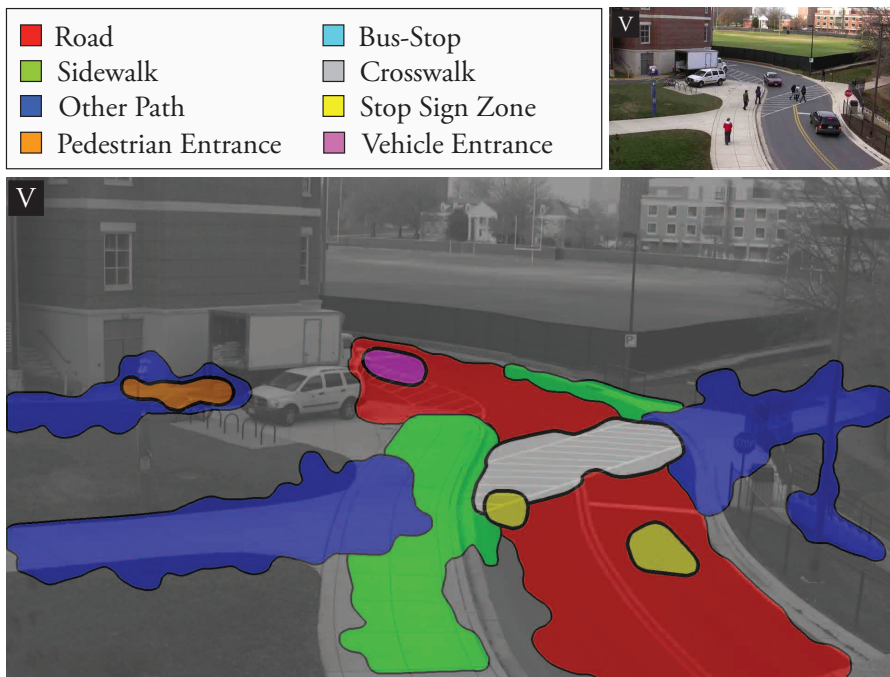 Road
Bus-Stop
Sidewalk
Crosswalk
Other Path
Stop Sign Zone
Pedestrian Entrance
Vehicle Entrance
V
V
P